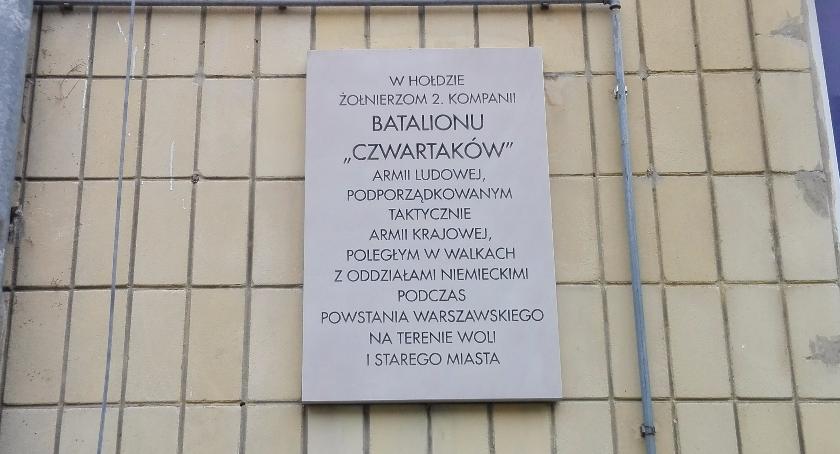 W HOŁDZIE
ŻOŁNIERZOM 2. KOMPANII
BATALIONU
„CZWARTAKÓW”
ARMII LUDOWEJ,
PODPORZĄDKOWANYM
TAKTYCZNIE
ARMII KRAJOWEJ,
POLEGŁYM W WALKACH
Z ODDZIAŁAMI NIEMIECKIMI
PODCZAS
POWSTANIA WARSZAWSKIEGO
NA TERENIE WOLI
I STAREGO MIASTA